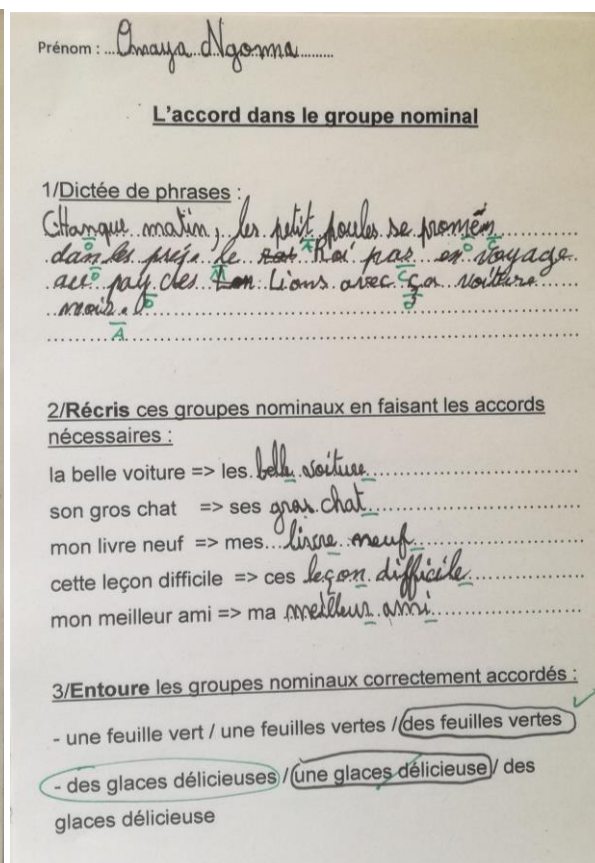 Prénom : ...Omaya Ngoma.........
L'accord dans le groupe nominal
1/Dictée de phrases :
Chanque matin, les petit poules se promèn
dans les prés. le Roi par en voyage
au pay des Lions avec ça voiture
noir.
D A D C
D A C
D D
A
2/Récris ces groupes nominaux en faisant les accords
nécessaires :
la belle voiture => les belle voiture
son gros chat => ses gros chat
mon livre neuf => mes livre neuf
cette leçon difficile => ces leçon difficile
mon meilleur ami => ma meilleur ami
3/Entoure les groupes nominaux correctement accordés :
- une feuille vert / une feuilles vertes / des feuilles vertes
- des glaces délicieuses / une glaces délicieuse / des
glaces délicieuse